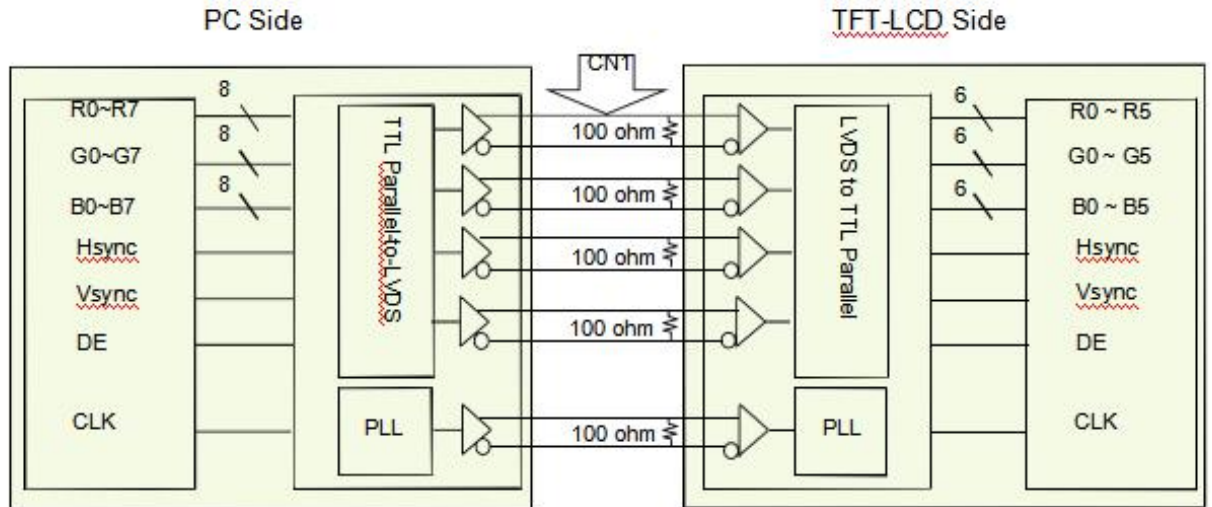 PC Side
TFT-LCD Side
CN1
R0~R7
8
G0~G7
8
B0~B7
8
Hsync
Vsync
DE
CLK
TTL Parallel-to-LVDS
PLL
100 ohm
100 ohm
100 ohm
100 ohm
100 ohm
LVDS to TTL Parallel
PLL
6
R0 ~ R5
6
G0 ~ G5
6
B0 ~ B5
Hsync
Vsync
DE
CLK